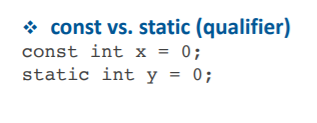 ❖ const vs. static (qualifier)
const int x = 0;
static int y = 0;